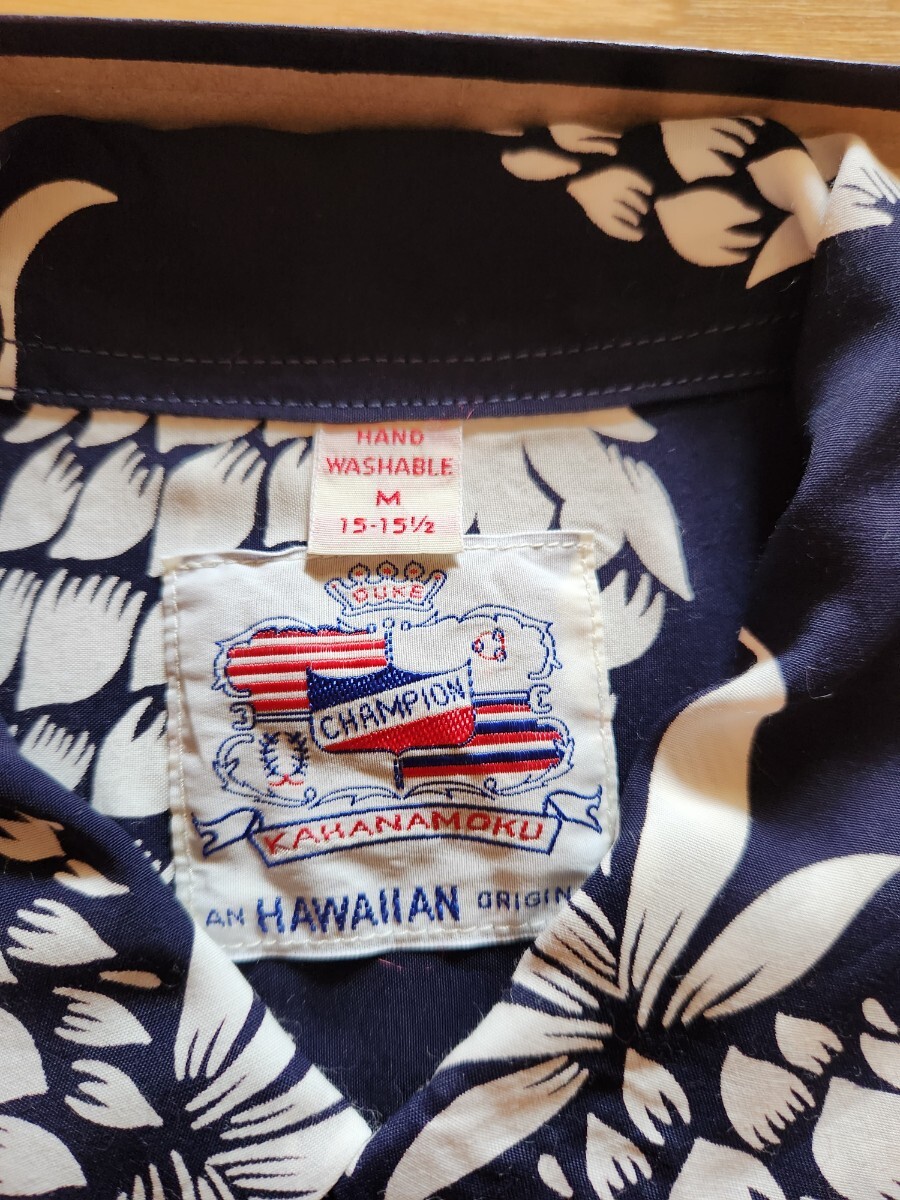 HAND
WASHABLE
M
15-15½
DUKE
CHAMPION
KAHANAMOKU
AN HAWAIIAN ORIGIN